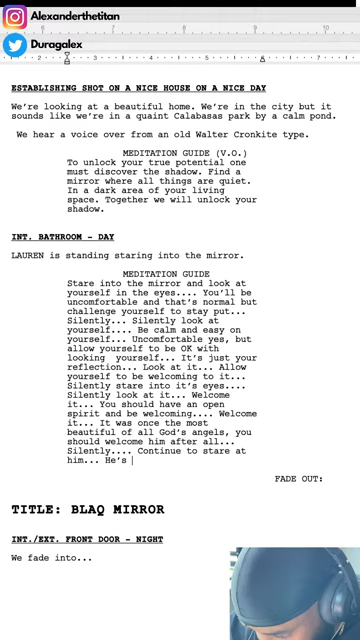 Alexanderthetitan
6 7 8 9 10
Duragalex
2 3 4 5 6
ESTABLISHING SHOT ON A NICE HOUSE ON A NICE DAY
We're looking at a beautiful home. We're in the city but it
sounds like we're in a quaint Calabasas park by a calm pond.
We hear a voice over from an old Walter Cronkite type.
MEDITATION GUIDE (V.O.)
To unlock your true potential one
must discover the shadow. Find a
mirror where all things are quiet.
In a dark area of your living
space. Together we will unlock your
shadow.
INT. BATHROOM - DAY
LAUREN is standing staring into the mirror.
MEDITATION GUIDE
Stare into the mirror and look at
yourself in the eyes.... You'll be
uncomfortable and that's normal but
challenge yourself to stay put...
Silently... Silently look at
yourself.... Be calm and easy on
yourself... Uncomfortable yes, but
allow yourself to be OK with
looking yourself... It's just your
reflection... Look at it... Allow
yourself to be welcoming to it...
Silently stare into it's eyes....
Silently look at it... Welcome
it... You should have an open
spirit and be welcoming.... Welcome
it... It was once the most
beautiful of all God's angels, you
should welcome him after all...
Silently.... Continue to stare at
him... He's
FADE OUT:
TITLE: BLAQ MIRROR
INT./EXT. FRONT DOOR - NIGHT
We fade into...